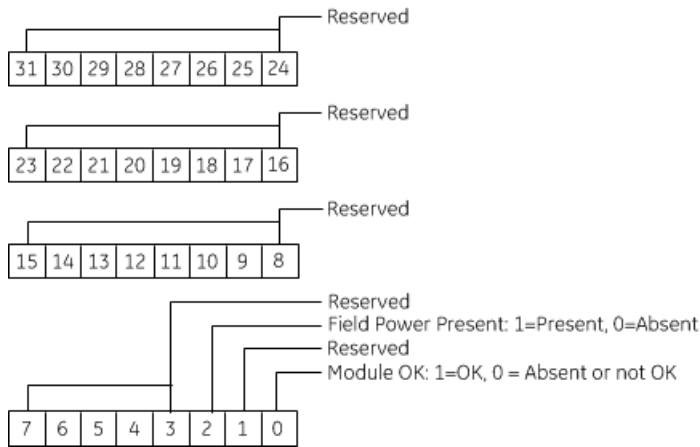 Reserved
31 30 29 28 27 26 25 24
Reserved
23 22 21 20 19 18 17 16
Reserved
15 14 13 12 11 10 9 8
Reserved
Field Power Present: 1=Present, 0=Absent
Reserved
Module OK: 1=OK, 0 = Absent or not OK
7 6 5 4 3 2 1 0